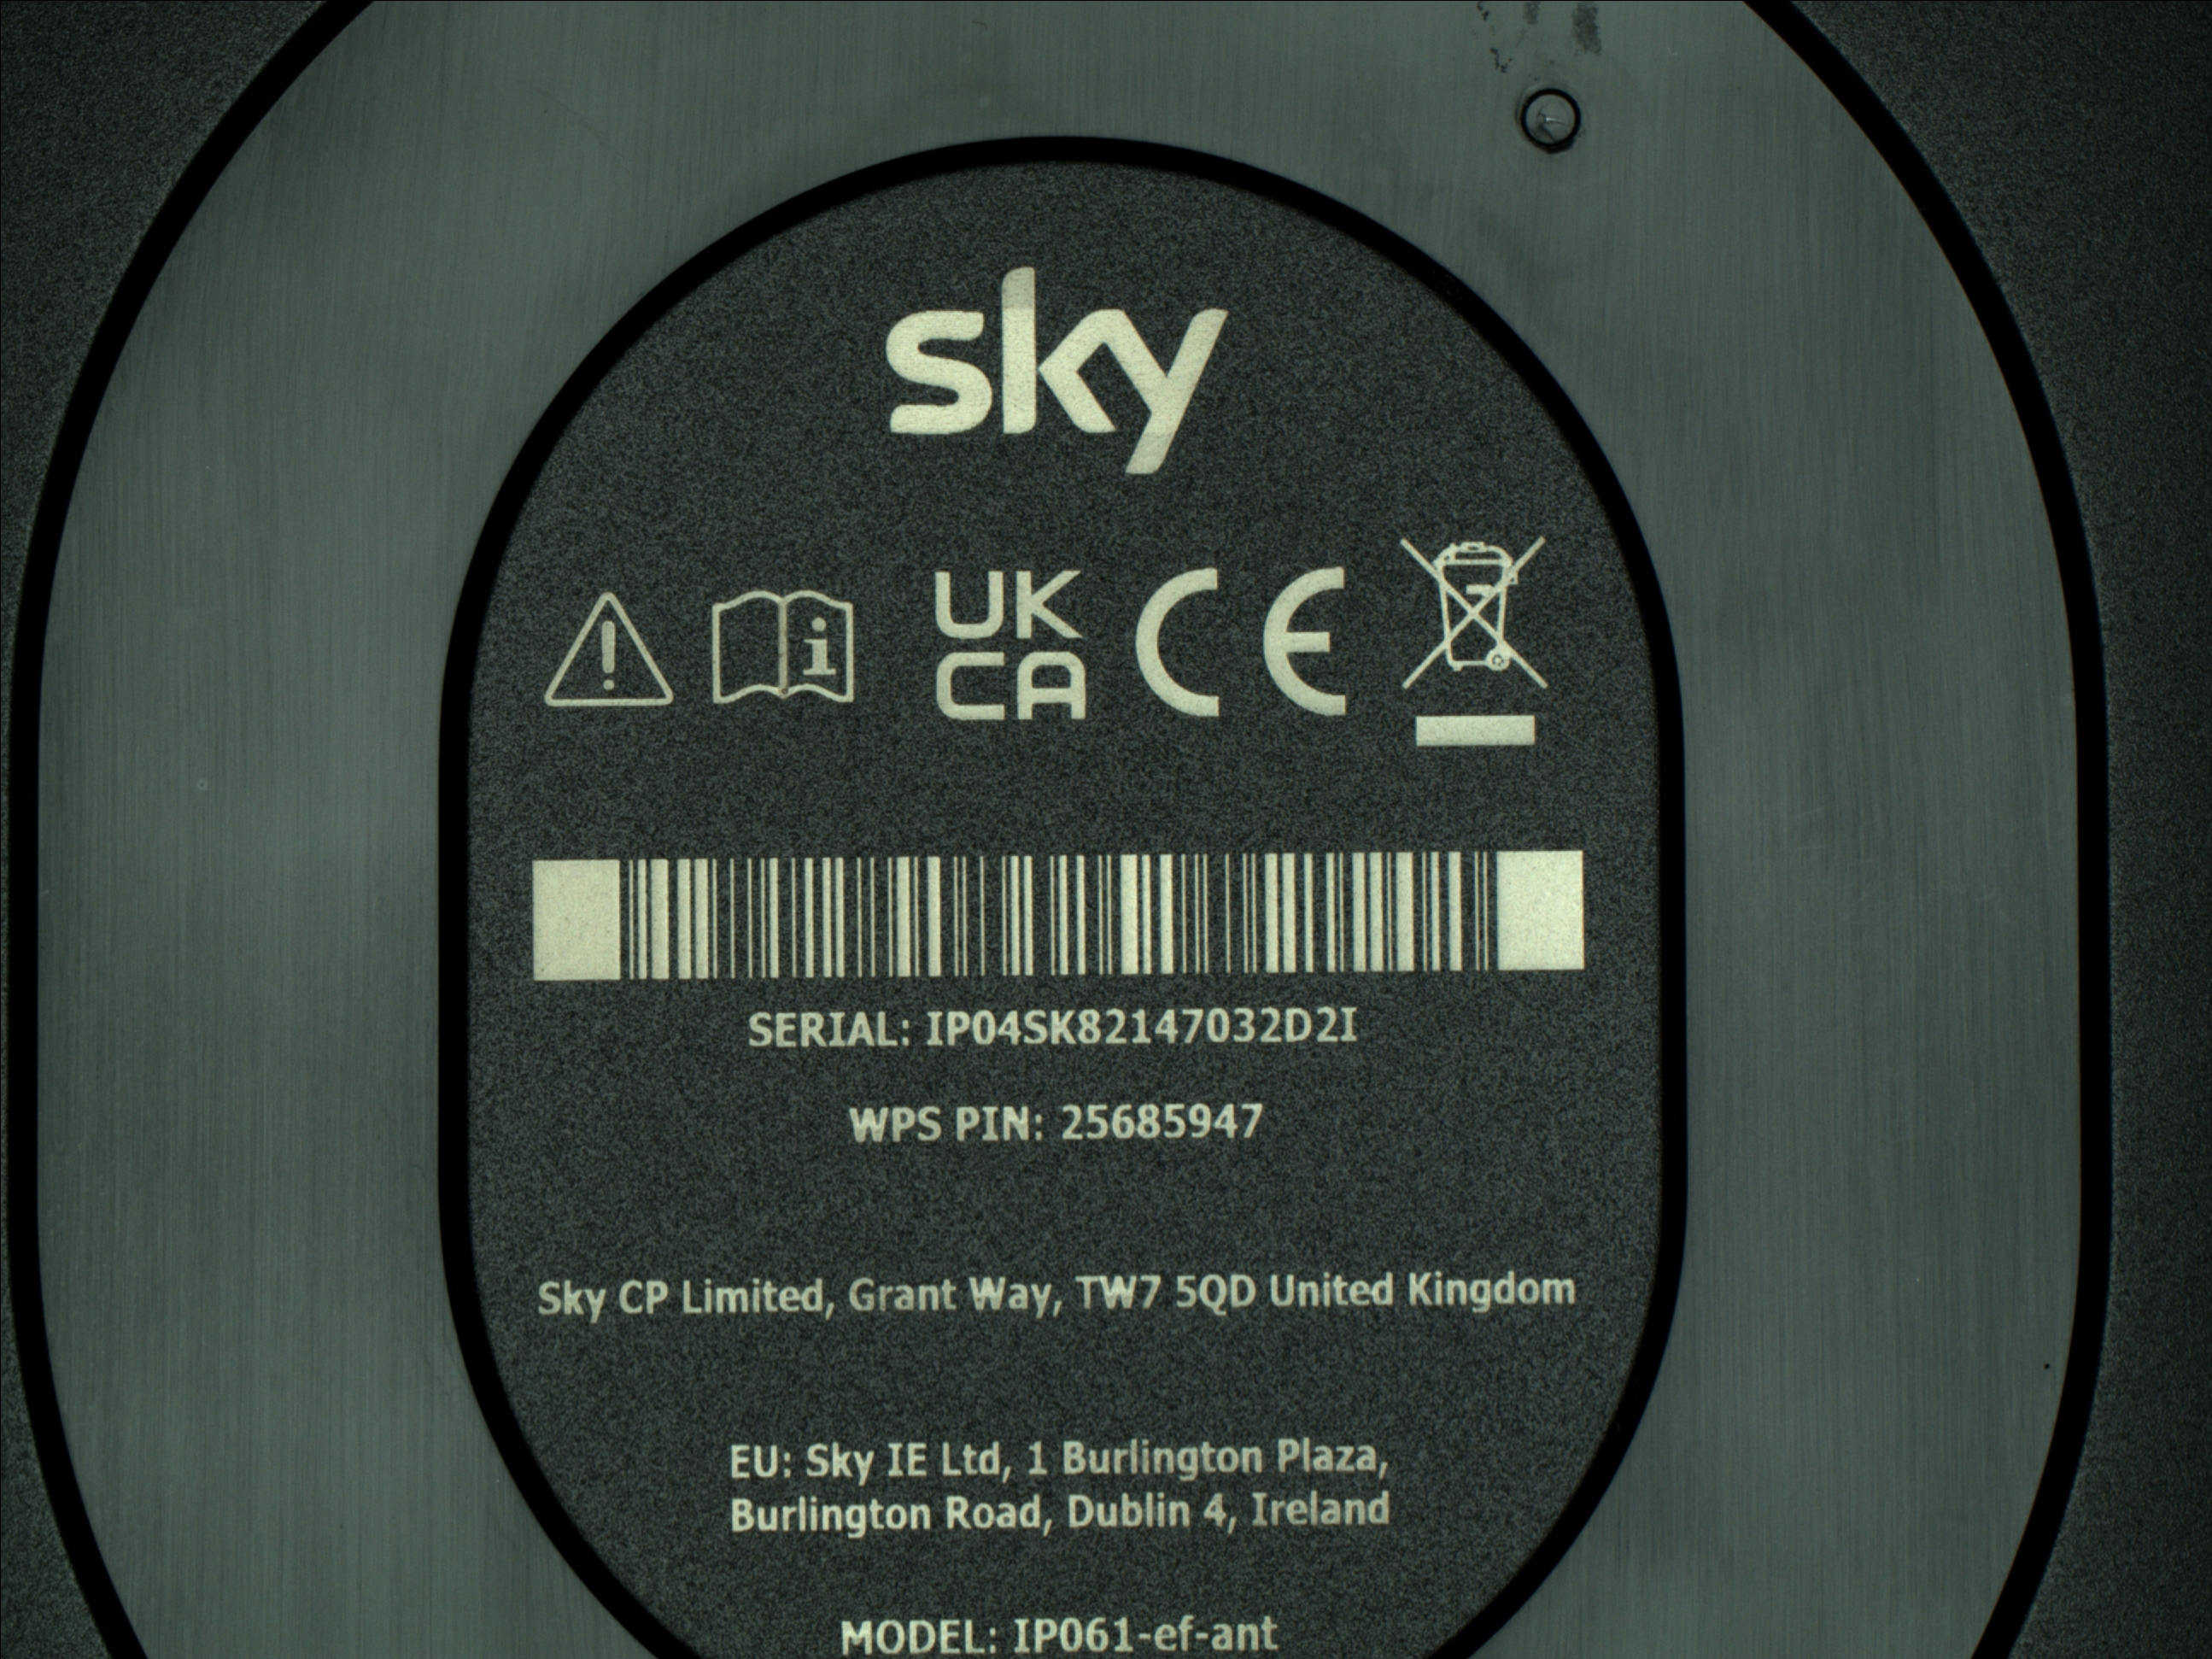 sky
UK
CA
CE
SERIAL: IP04SK82147032D2I
WPS PIN: 25685947
Sky CP Limited, Grant Way, TW7 5QD United Kingdom
EU: Sky IE Ltd, 1 Burlington Plaza,
Burlington Road, Dublin 4, Ireland
MODEL: IP061-ef-ant